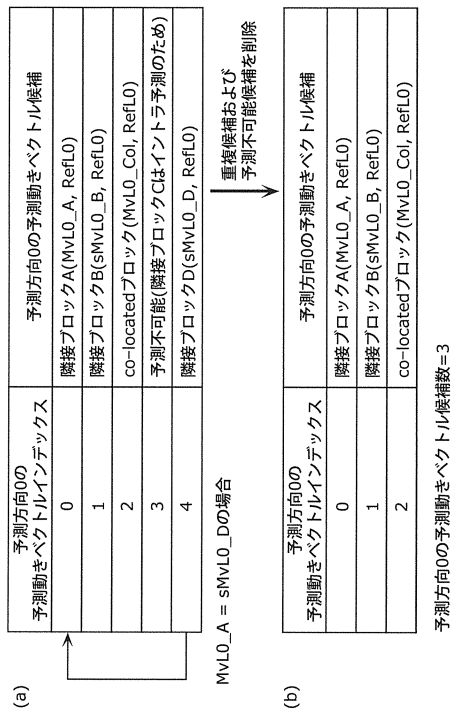 (a)
予測方向0の
予測動きベクトルインデックス
予測方向0の予測動きベクトル候補
0
隣接ブロックA(MvL0_A, RefL0)
1
隣接ブロックB(sMvL0_B, RefL0)
2
co-locatedブロック(MvL0_Col, RefL0)
3
予測不可能(隣接ブロックCはイントラ予測のため)
4
隣接ブロックD(sMvL0_D, RefL0)
MvL0_A = sMvL0_Dの場合
重複候補および
予測不可能候補を削除
(b)
予測方向0の
予測動きベクトルインデックス
予測方向0の予測動きベクトル候補
0
隣接ブロックA(MvL0_A, RefL0)
1
隣接ブロックB(sMvL0_B, RefL0)
2
co-locatedブロック(MvL0_Col, RefL0)
予測方向0の予測動きベクトル候補数=3